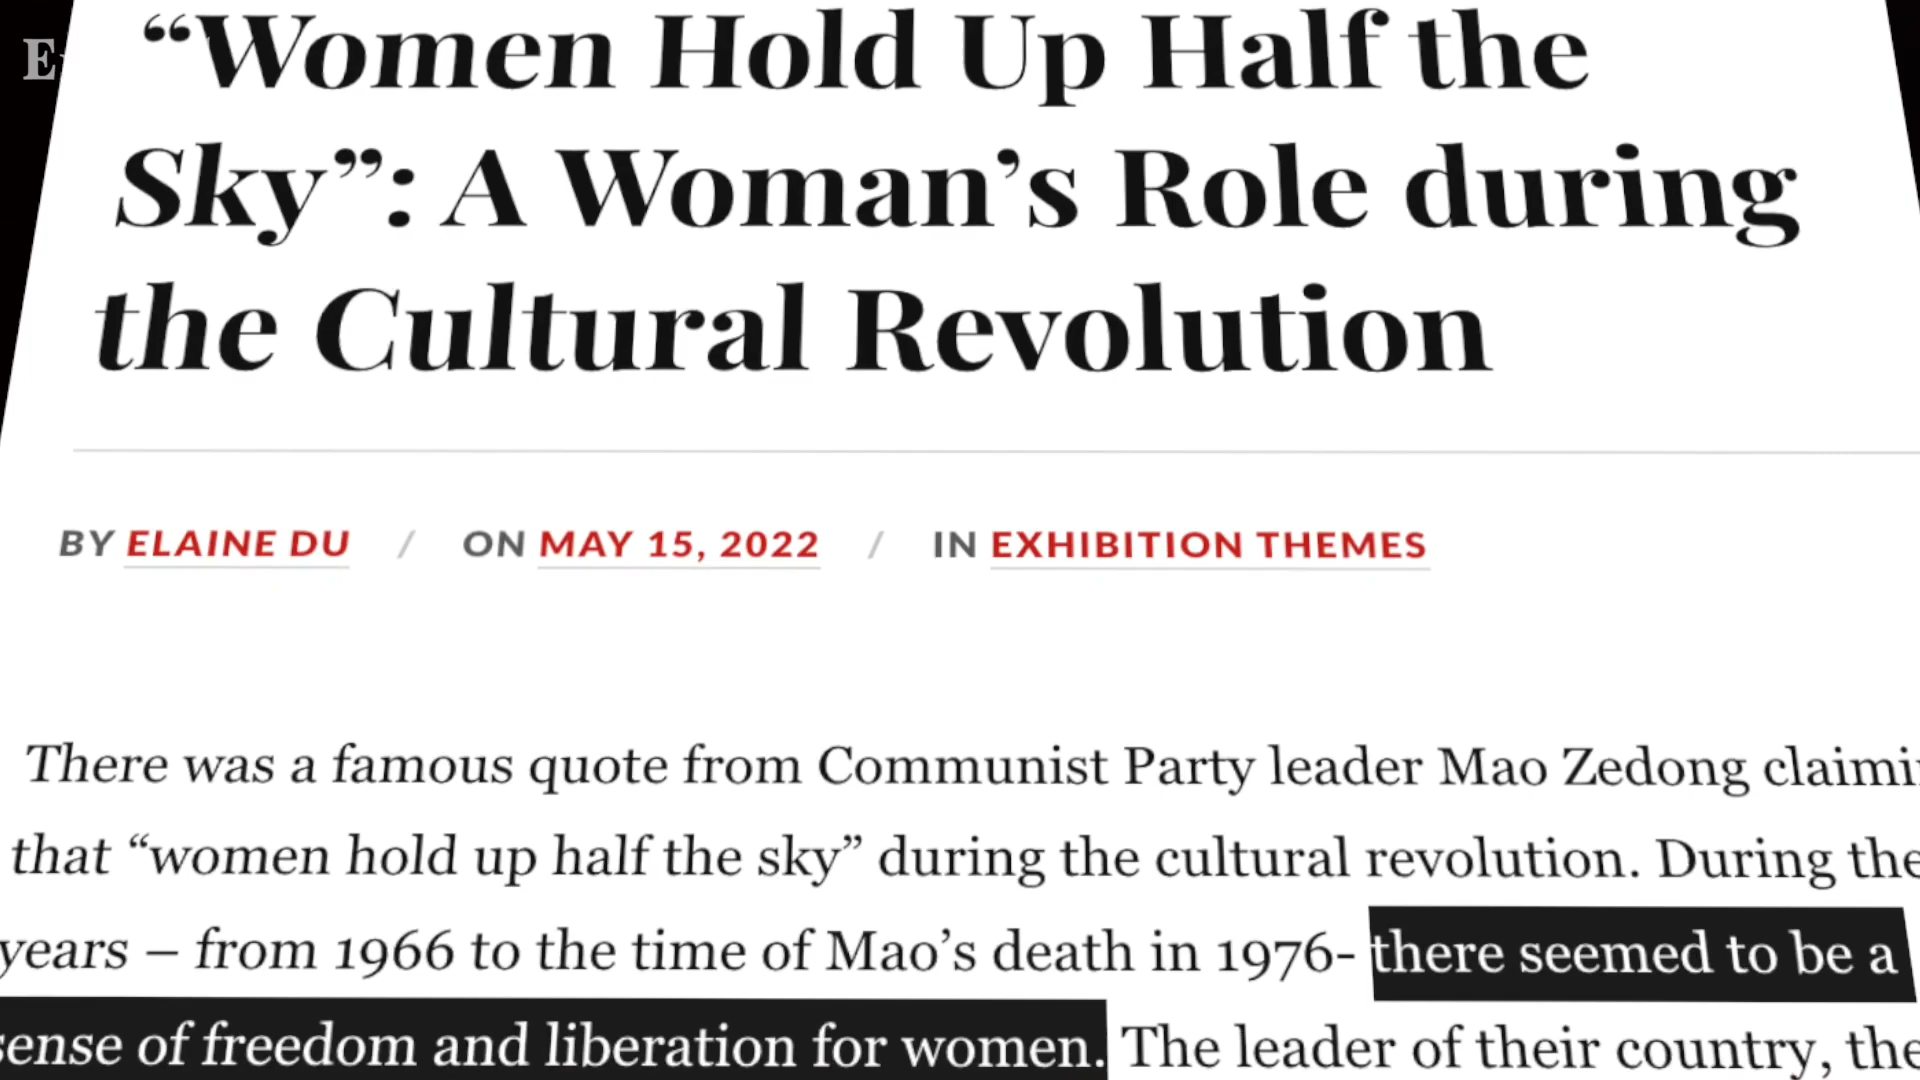 E
“Women Hold Up Half the
Sky”: A Woman’s Role during
the Cultural Revolution
BY ELAINE DU / ON MAY 15, 2022 / IN EXHIBITION THEMES
There was a famous quote from Communist Party leader Mao Zedong
that “women hold up half the sky” during the cultural revolution. During
years – from 1966 to the time of Mao’s death in 1976- there seemed to be a
sense of freedom and liberation for women. The leader of their country,